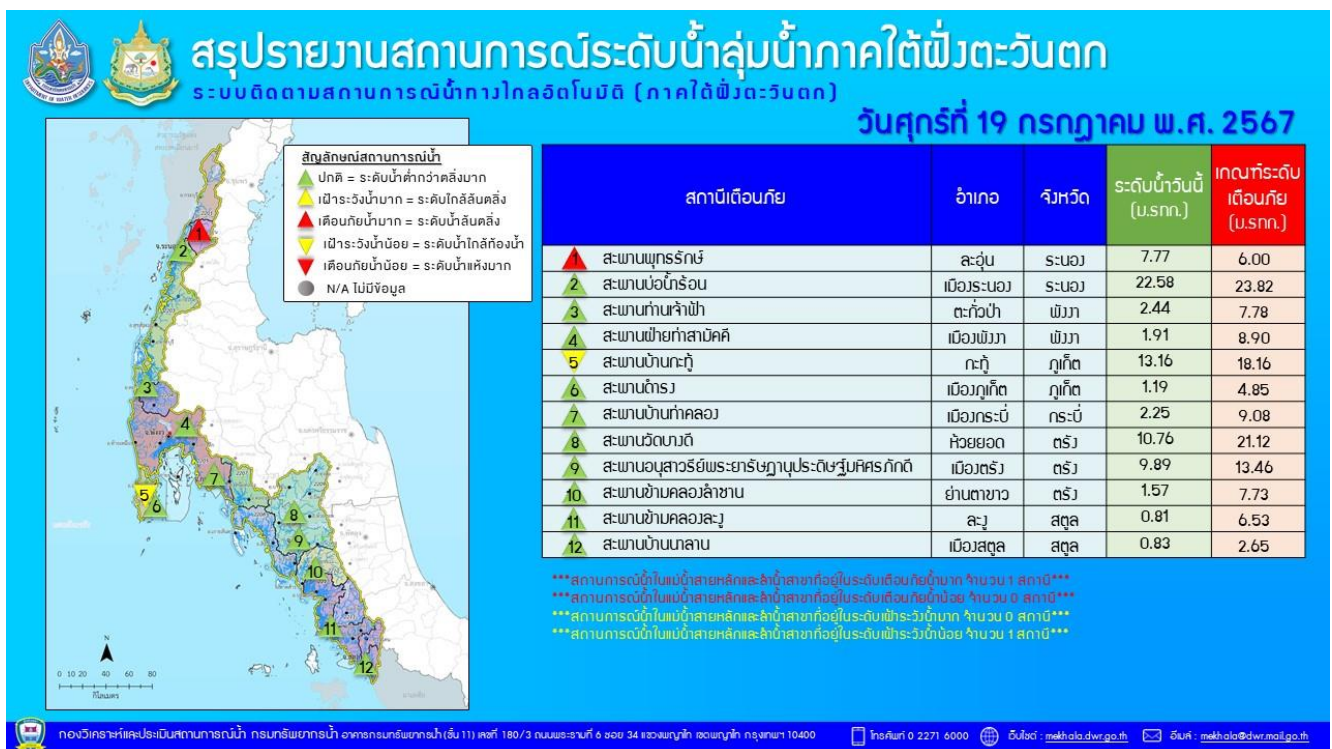 สรุปรายงานสถานการณ์ระดับน้ำลุ่มน้ำภาคใต้ฝั่งตะวันตก
ระบบติดตามสถานการณ์น้ำทางไกลอัตโนมัติ (ภาคใต้ฝั่งตะวันตก)
วันศุกร์ที่ 19 กรกฎาคม พ.ศ. 2567
สัญลักษณ์สถานการณ์น้ำ
ปกติ = ระดับน้ำต่ำกว่าตลิ่งมาก
เฝ้าระวังน้ำมาก = ระดับใกล้ล้นตลิ่ง
เตือนภัยน้ำมาก = ระดับน้ำล้นตลิ่ง
เฝ้าระวังน้ำน้อย = ระดับน้ำใกล้ท้องน้ำ
เตือนภัยน้ำน้อย = ระดับน้ำแห้งมาก
N/A ไม่มีข้อมูล
1
2
3
4
5
6
7
8
9
10
11
12
N
0 10 20 40 60 80
กิโลเมตร
สถานีเตือนภัย อำเภอ จังหวัด ระดับน้ำวันนี้ (ม.รทก.) เกณฑ์ระดับเตือนภัย (ม.รทก.)
1 สะพานพุทธรักษ์ ละอุ่น ระนอง 7.77 6.00
2 สะพานบ่อน้ำร้อน เมืองระนอง ระนอง 22.58 23.82
3 สะพานท่านเจ้าฟ้า ตะกั่วป่า พังงา 2.44 7.78
4 สะพานฝ่ายท่าสามัคคี เมืองพังงา พังงา 1.91 8.90
5 สะพานบ้านกะทู้ กะทู้ ภูเก็ต 13.16 18.16
6 สะพานดำรง เมืองภูเก็ต ภูเก็ต 1.19 4.85
7 สะพานบ้านท่าคลอง เมืองกระบี่ กระบี่ 2.25 9.08
8 สะพานวัดบางดี ห้วยยอด ตรัง 10.76 21.12
9 สะพานอนุสาวรีย์พระยารัษฎานุประดิษฐ์มหิศรภักดี เมืองตรัง ตรัง 9.89 13.46
10 สะพานข้ามคลองลำชาน ย่านตาขาว ตรัง 1.57 7.73
11 สะพานข้ามคลองละงู ละงู สตูล 0.81 6.53
12 สะพานบ้านนาลาน เมืองสตูล สตูล 0.83 2.65
***สถานการณ์น้ำในแม่น้ำสายหลักและลำน้ำสาขาที่อยู่ในระดับเตือนภัยน้ำมาก จำนวน 1 สถานี***
***สถานการณ์น้ำในแม่น้ำสายหลักและลำน้ำสาขาที่อยู่ในระดับเตือนภัยน้ำน้อย จำนวน 0 สถานี***
***สถานการณ์น้ำในแม่น้ำสายหลักและลำน้ำสาขาที่อยู่ในระดับเฝ้าระวังน้ำมาก จำนวน 0 สถานี***
***สถานการณ์น้ำในแม่น้ำสายหลักและลำน้ำสาขาที่อยู่ในระดับเฝ้าระวังน้ำน้อย จำนวน 1 สถานี***
กองวิเคราะห์และประเมินสถานการณ์น้ำ กรมทรัพยากรน้ำ อาคารกรมทรัพยากรน้ำ (ชั้น 11) เลขที่ 180/3 ถนนพระรามที่ 6 ซอย 34 แขวงพญาไท เขตพญาไท กรุงเทพฯ 10400 โทรศัพท์ 0 2271 6000 เว็บไซต์ : mekhala.dwr.go.th อีเมล์ : mekhala@dwr.mail.go.th